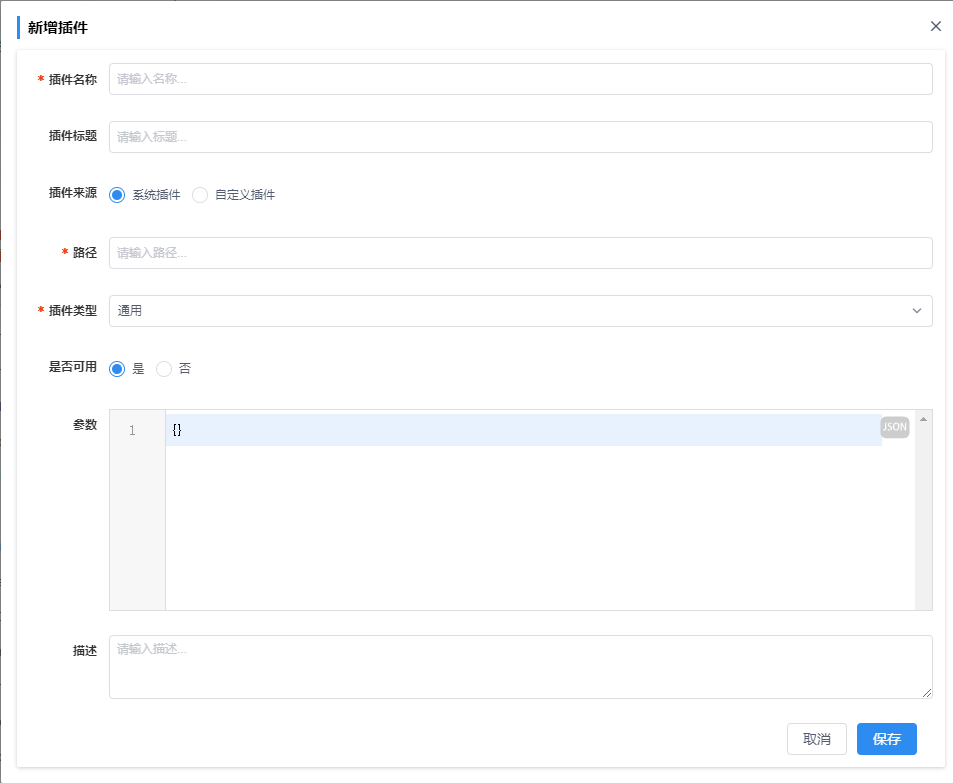 新增插件
* 插件名称 请输入名称...
插件标题 请输入标题...
插件来源 系统插件 自定义插件
* 路径 请输入路径...
* 插件类型 通用
是否可用 是 否
参数 1 {} JSON
描述 请输入描述...
取消 保存